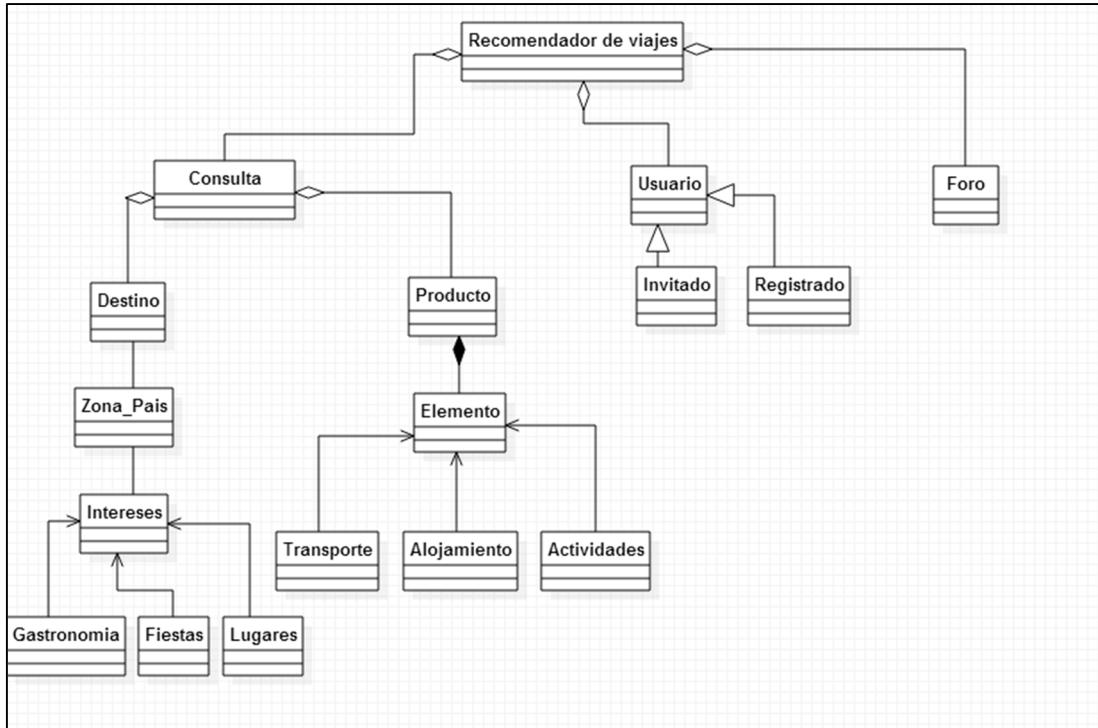 Recomendador de viajes
Consulta
Usuario
Foro
Destino
Producto
Invitado
Registrado
Zona_Pais
Elemento
Intereses
Transporte
Alojamiento
Actividades
Gastronomia
Fiestas
Lugares